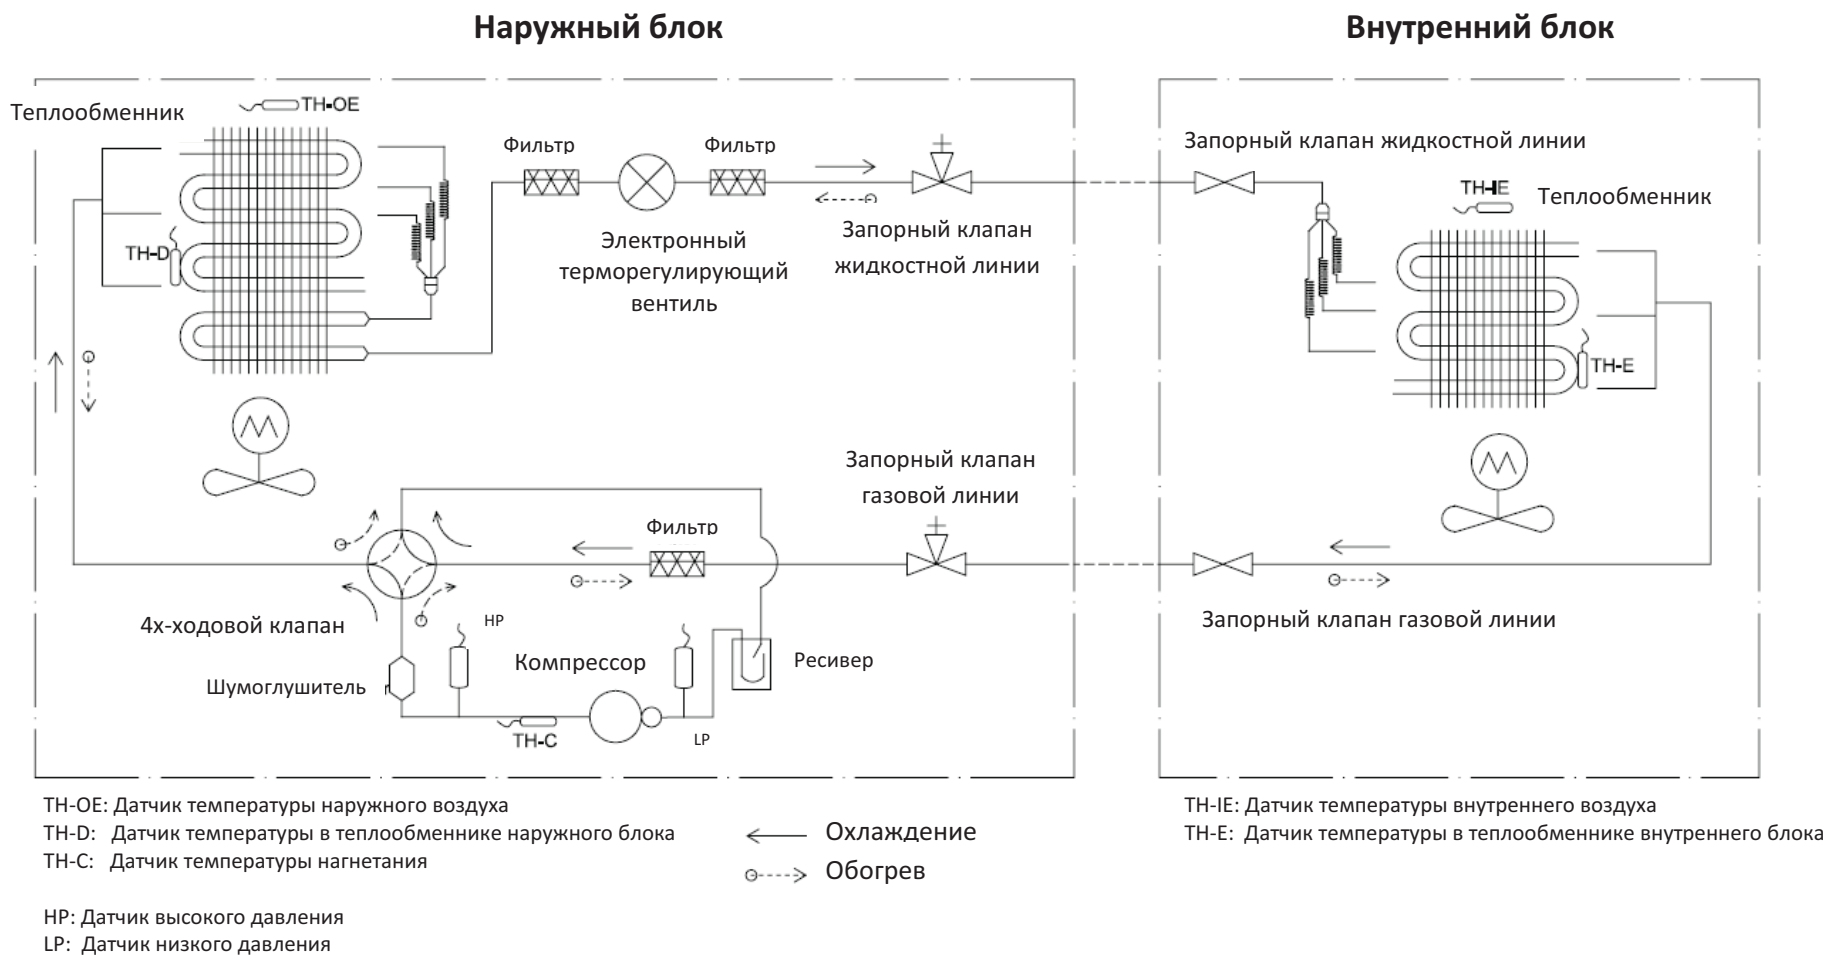 Наружный блок
Внутренний блок
Теплообменник
TH-OE
Фильтр
Фильтр
Запорный клапан жидкостной линии
TH-IE
Теплообменник
TH-D
Электронный
терморегулирующий
вентиль
Запорный клапан
жидкостной линии
TH-E
Запорный клапан
газовой линии
Фильтр
4х-ходовой клапан
HP
Запорный клапан газовой линии
Шумоглушитель
Компрессор
Ресивер
TH-C
LP
TH-OE: Датчик температуры наружного воздуха
TH-D: Датчик температуры в теплообменнике наружного блока
TH-C: Датчик температуры нагнетания
HP: Датчик высокого давления
LP: Датчик низкого давления
Охлаждение
Обогрев
TH-IE: Датчик температуры внутреннего воздуха
TH-E: Датчик температуры в теплообменнике внутреннего блока